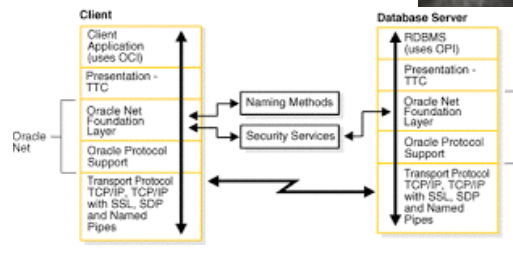 Client
Client
Application
(uses OCI)
Presentation -
TTC
Oracle Net
Foundation
Layer
Oracle Protocol
Support
Transport Protocol
TCP/IP, TCP/IP
with SSL, SDP
and Named
Pipes
Oracle
Net
Naming Methods
Security Services
Database Server
RDBMS
(uses OPI)
Presentation -
TTC
Oracle Net
Foundation
Layer
Oracle Protocol
Support
Transport Protocol
TCP/IP, TCP/IP
with SSL, SDP
and Named
Pipes